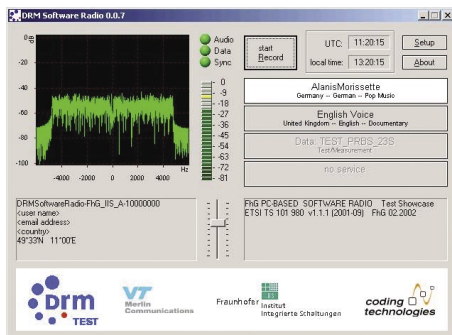 DRM Software Radio 0.0.7
0
dB
-20
-40
-60
-80
-100
-4000 -2000 0 2000 4000 Hz
Audio
Data
Sync
0
-9
-18
-27
-36
-45
-54
-63
-72
-81
start
Record
UTC: 11:20:15
local time: 13:20:15
Setup
About
AlanisMorissette
Germany -- German -- Pop Music
English Voice
United Kingdom -- English -- Documentary
Data: TEST_PRBS_23S
Test/Measurement
no service
DRMSoftwareRadio-FhG_IIS_A-10000000
<user name>
<email address>
<country>
49°33'N 11°00'E
FhG PC-BASED SOFTWARE RADIO Test Showcase
ETSI TS 101 980 v1.1.1 (2001-09) FhG 02.2002
Drm
TEST
VT
Merlin
Communications
Fraunhofer Institut
Integrierte Schaltungen
coding
technologies